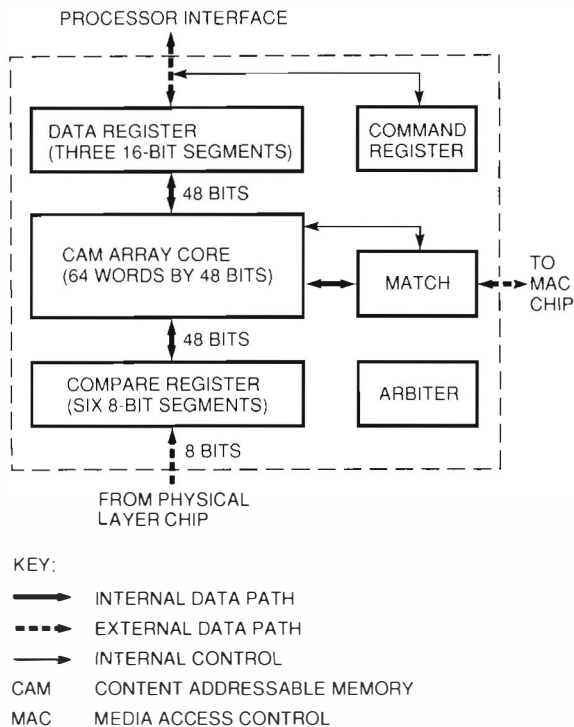 PROCESSOR INTERFACE
DATA REGISTER
(THREE 16-BIT SEGMENTS)
COMMAND
REGISTER
48 BITS
CAM ARRAY CORE
(64 WORDS BY 48 BITS)
MATCH
TO
MAC
CHIP
48 BITS
COMPARE REGISTER
(SIX 8-BIT SEGMENTS)
ARBITER
8 BITS
FROM PHYSICAL
LAYER CHIP
KEY:
INTERNAL DATA PATH
EXTERNAL DATA PATH
INTERNAL CONTROL
CAM CONTENT ADDRESSABLE MEMORY
MAC MEDIA ACCESS CONTROL